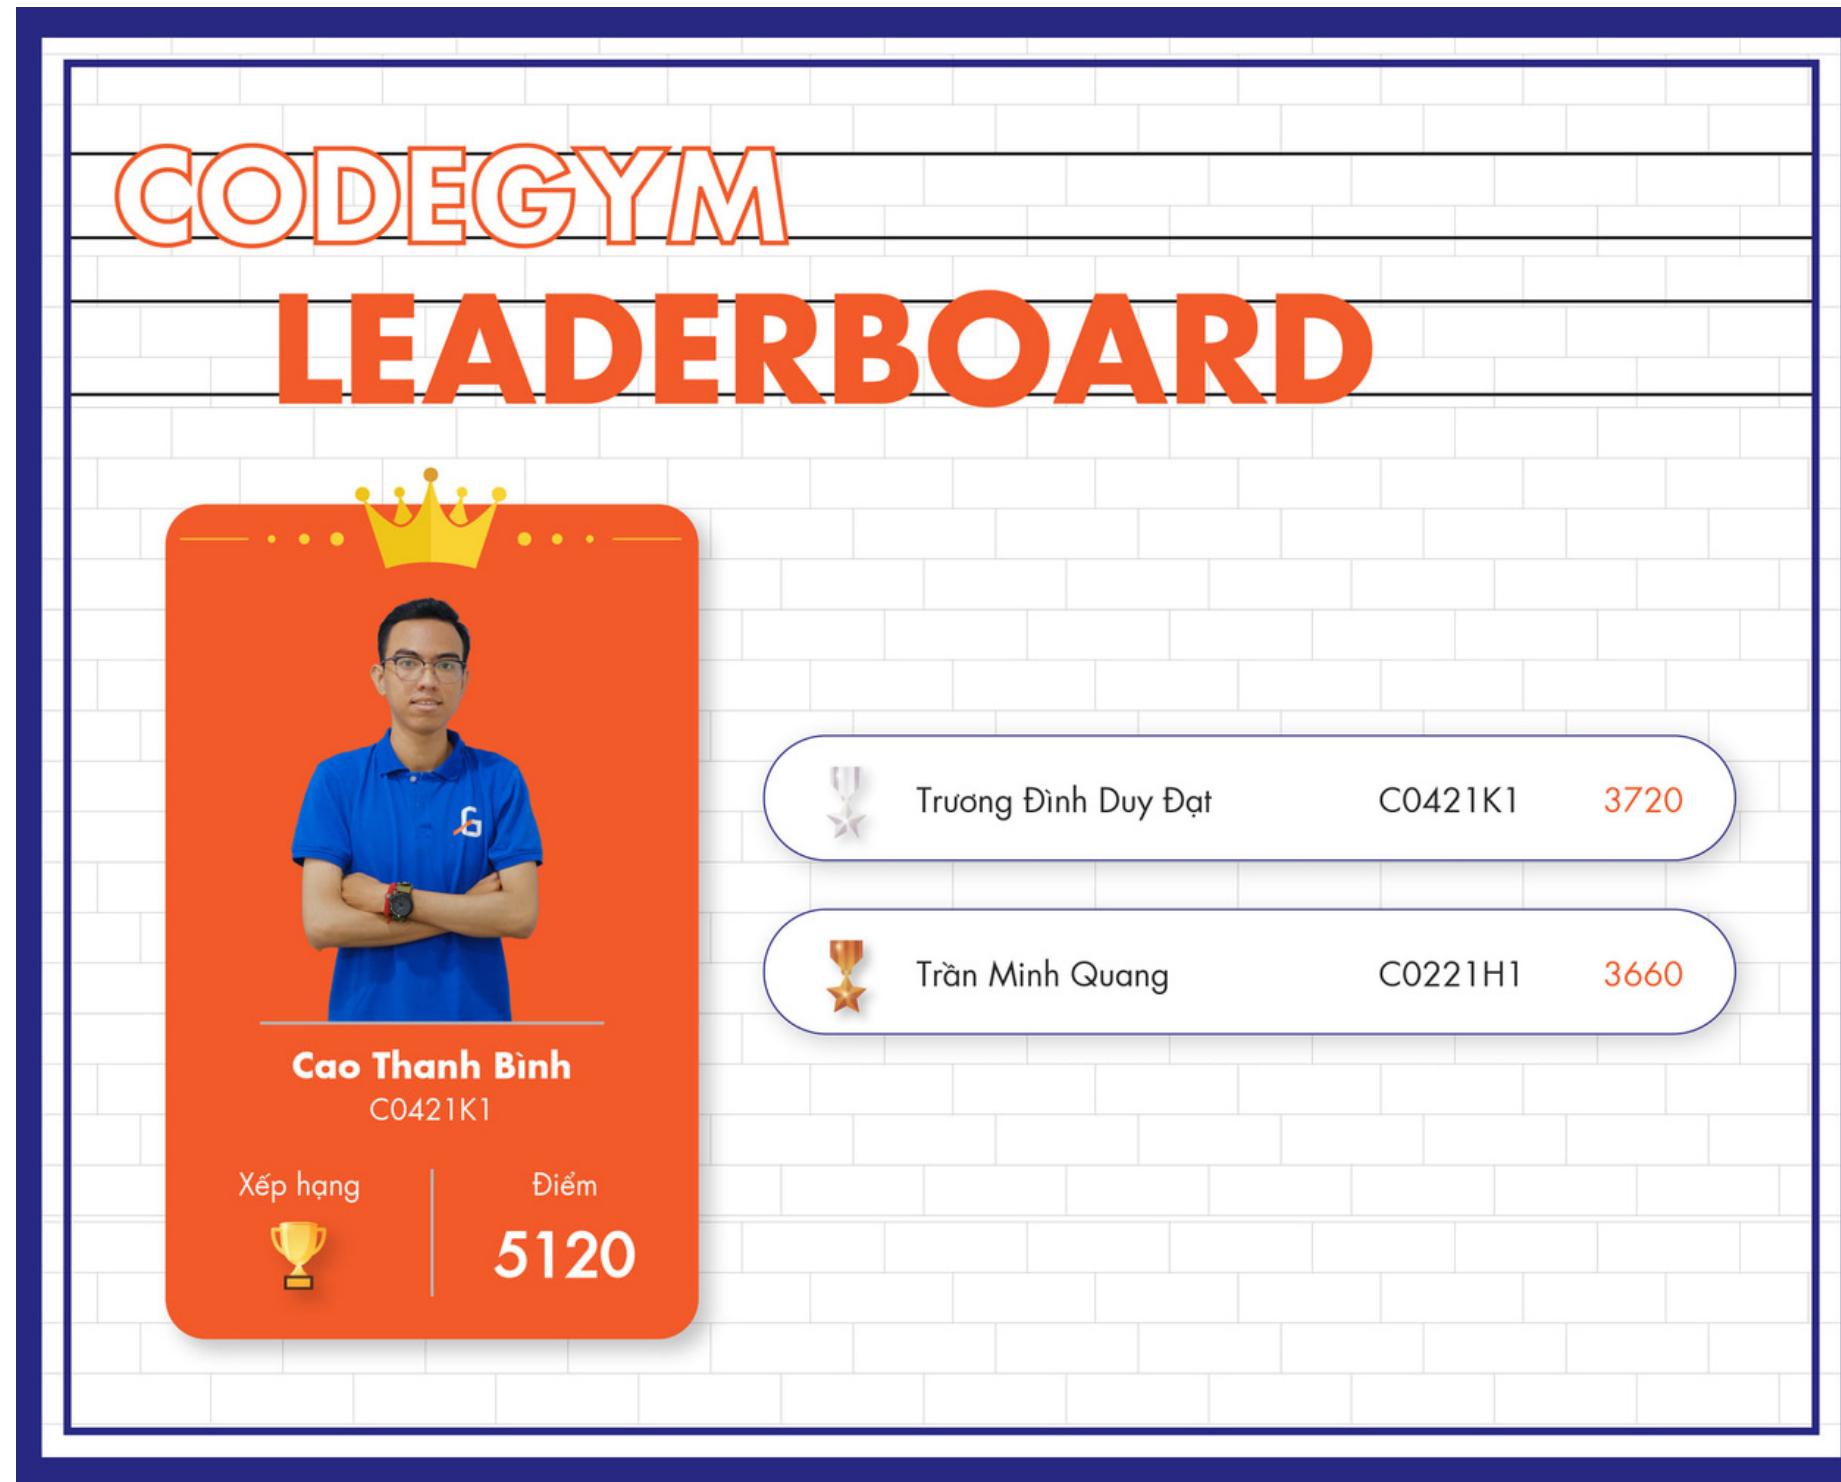 CODEGYM
LEADERBOARD
Cao Thanh Bình
C0421K1
Xếp hạng
Điểm
5120
Trương Đình Duy Đạt C0421K1 3720
Trần Minh Quang C0221H1 3660